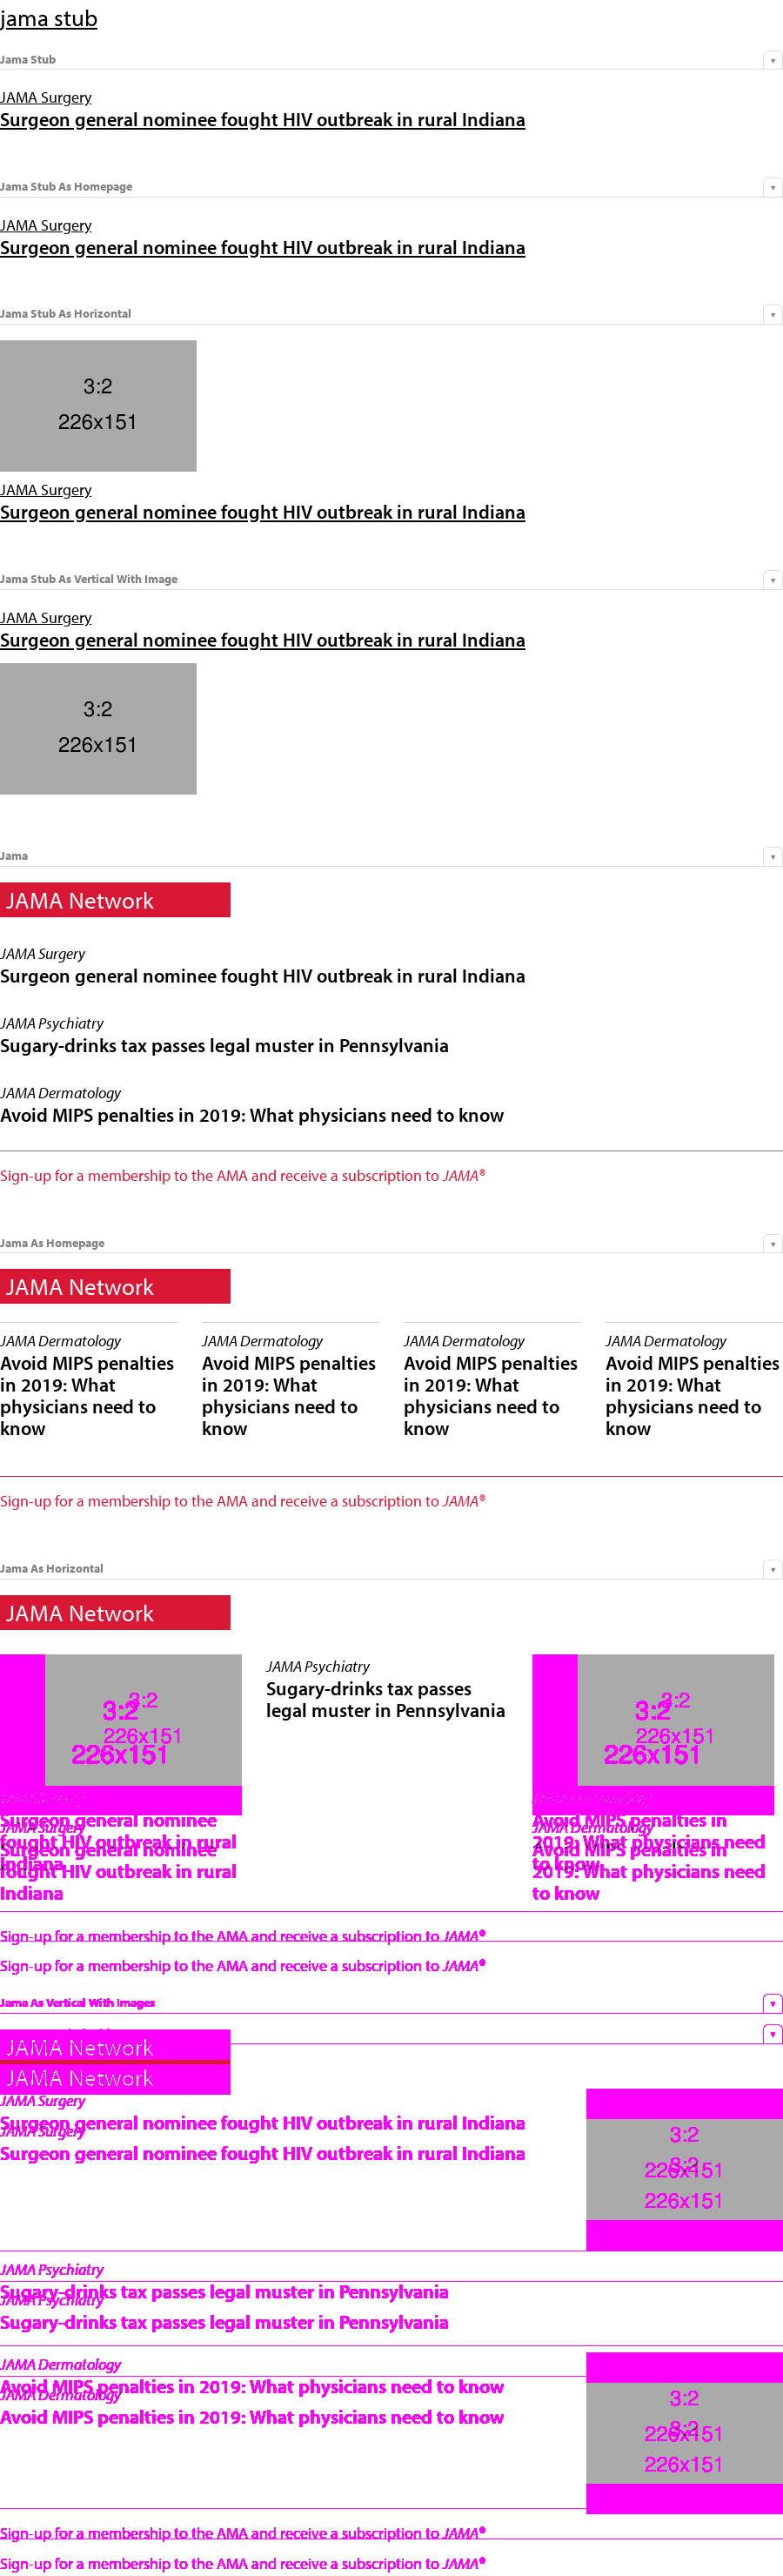 jama stub
Jama Stub
JAMA Surgery
Surgeon general nominee fought HIV outbreak in rural Indiana
Jama Stub As Homepage
JAMA Surgery
Surgeon general nominee fought HIV outbreak in rural Indiana
Jama Stub As Horizontal
3:2
226x151
JAMA Surgery
Surgeon general nominee fought HIV outbreak in rural Indiana
Jama Stub As Vertical With Image
JAMA Surgery
Surgeon general nominee fought HIV outbreak in rural Indiana
3:2
226x151
Jama
JAMA Network
JAMA Surgery
Surgeon general nominee fought HIV outbreak in rural Indiana
JAMA Psychiatry
Sugary-drinks tax passes legal muster in Pennsylvania
JAMA Dermatology
Avoid MIPS penalties in 2019: What physicians need to know
Sign-up for a membership to the AMA and receive a subscription to JAMA®
Jama As Homepage
JAMA Network
JAMA Dermatology
Avoid MIPS penalties
in 2019: What
physicians need to
know
JAMA Dermatology
Avoid MIPS penalties
in 2019: What
physicians need to
know
JAMA Dermatology
Avoid MIPS penalties
in 2019: What
physicians need to
know
JAMA Dermatology
Avoid MIPS penalties
in 2019: What
physicians need to
know
Sign-up for a membership to the AMA and receive a subscription to JAMA®
Jama As Horizontal
JAMA Network
3:2
3:2
226x151
226x151
Surgeon general nominee
JAMA Surgery
fought HIV outbreak in rural
Surgeon general nominee
Indiana
fought HIV outbreak in rural
Indiana
JAMA Psychiatry
Sugary-drinks tax passes
legal muster in Pennsylvania
3:2
3:2
226x151
226x151
Avoid MIPS penalties in
JAMA Dermatology
2019: What physicians need
Avoid MIPS penalties in
to know
2019: What physicians need
to know
Sign-up for a membership to the AMA and receive a subscription to JAMA®
Sign-up for a membership to the AMA and receive a subscription to JAMA®
Jama As Vertical With Images
JAMA Network
JAMA Network
JAMA Surgery
Surgeon general nominee fought HIV outbreak in rural Indiana
JAMA Surgery
Surgeon general nominee fought HIV outbreak in rural Indiana
3:2
3:2
226x151
226x151
JAMA Psychiatry
Sugary-drinks tax passes legal muster in Pennsylvania
JAMA Psychiatry
Sugary-drinks tax passes legal muster in Pennsylvania
JAMA Dermatology
Avoid MIPS penalties in 2019: What physicians need to know
JAMA Dermatology
Avoid MIPS penalties in 2019: What physicians need to know
3:2
3:2
226x151
226x151
Sign-up for a membership to the AMA and receive a subscription to JAMA®
Sign-up for a membership to the AMA and receive a subscription to JAMA®